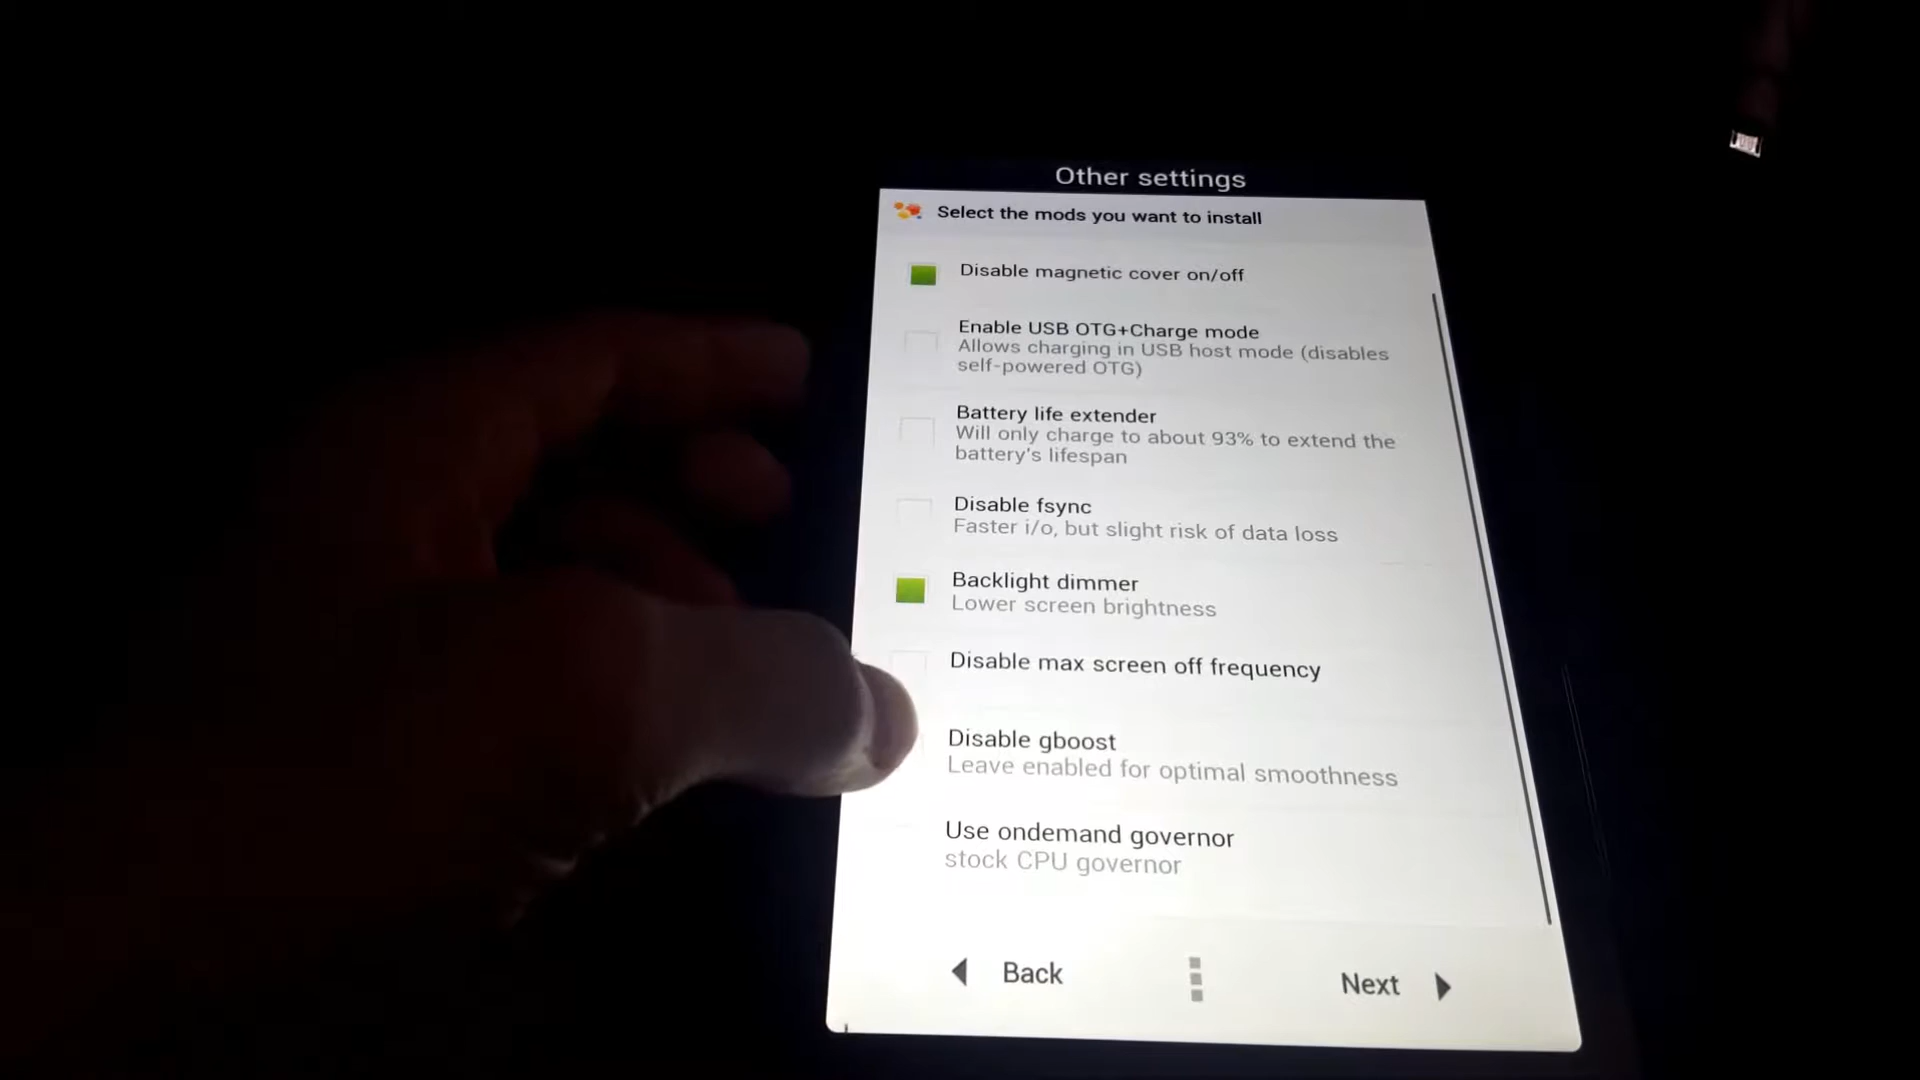 Other settings
Select the mods you want to install
Disable magnetic cover on/off
Enable USB OTG+Charge mode
Allows charging in USB host mode (disables
self-powered OTG)
Battery life extender
Will only charge to about 93% to extend the
battery's lifespan
Disable fsync
Faster i/o, but slight risk of data loss
Backlight dimmer
Lower screen brightness
Disable max screen off frequency
Disable gboost
Leave enabled for optimal smoothness
Use ondemand governor
stock CPU governor
Back
Next